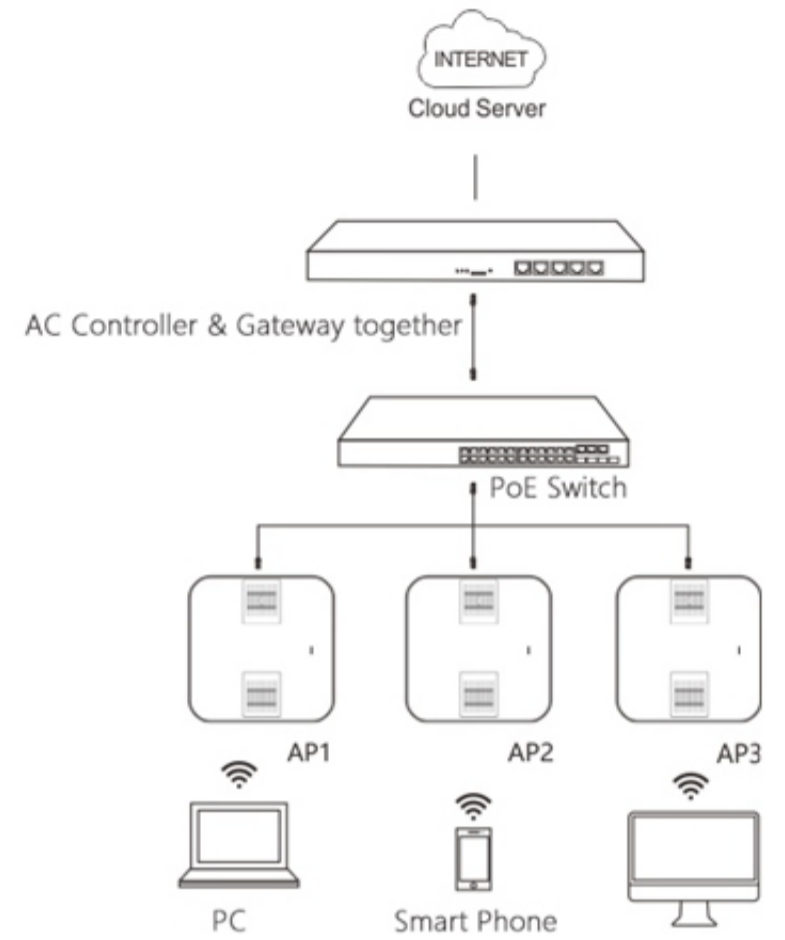 INTERNET
Cloud Server
AC Controller & Gateway together
PoE Switch
AP1
AP2
AP3
PC
Smart Phone